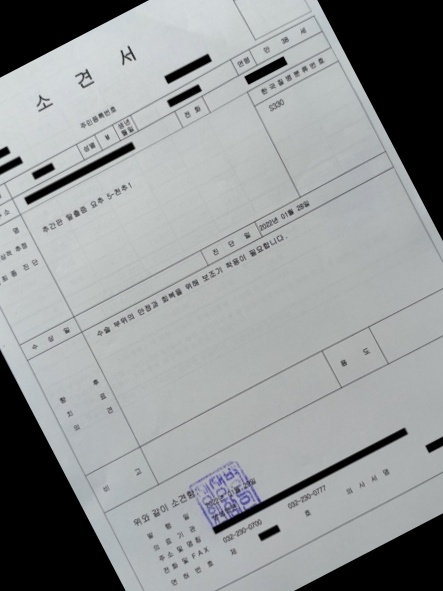 소 견 서
주민등록번호
연령 만 38 세
성별
생년월일
전 화
한국질병분류번호
S330
추간판 탈출증 요추 5-천추1
진 단 일 2022년 01월 28일
수술 부위의 안정과 회복을 위해 보조기 착용이 필요합니다.
향 후
치 료
의 견
용 도
비 고
위와 같이 소견함
발 행 일
의 료 기 관
주 소 및 명 칭
전 화 및 F A X 032-230-0700 032-230-0777
면 허 번 호 제 호 의 사 서 명